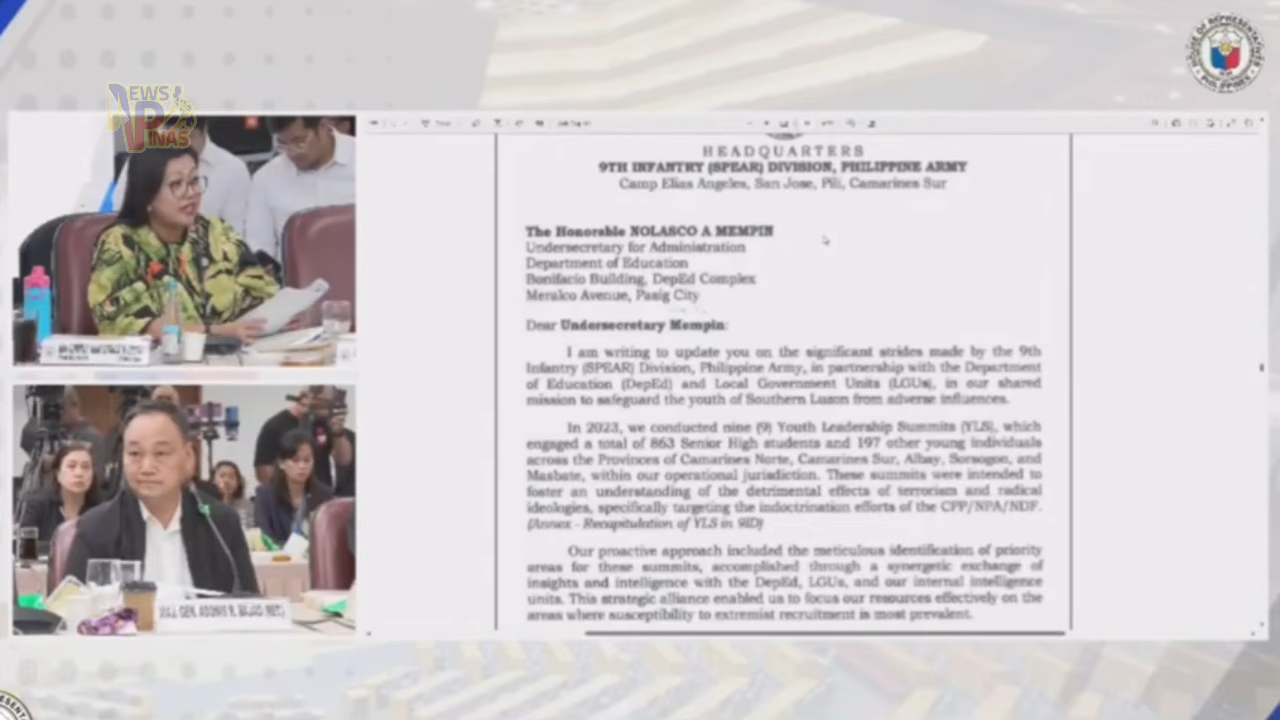 NEWS
PINAS
HOUSE OF REPRESENTATIVES
PHILIPPINES
HEADQUARTERS
9TH INFANTRY (SPEAR) DIVISION, PHILIPPINE ARMY
Camp Elias Angeles, San Jose, Pili, Camarines Sur
The Honorable NOLASCO A MEMPIN
Undersecretary for Administration
Department of Education
Bonifacio Building, DepEd Complex
Meralco Avenue, Pasig City
Dear Undersecretary Mempin:
I am writing to update you on the significant strides made by the 9th
Infantry (SPEAR) Division, Philippine Army, in partnership with the Department
of Education (DepEd) and Local Government Units (LGUs), in our shared
mission to safeguard the youth of Southern Luzon from adverse influences.
In 2023, we conducted nine (9) Youth Leadership Summits (YLS), which
engaged a total of 863 Senior High students and 197 other young individuals
across the Provinces of Camarines Norte, Camarines Sur, Albay, Sorsogon, and
Masbate, within our operational jurisdiction. These summits were intended to
foster an understanding of the detrimental effects of terrorism and radical
ideologies, specifically targeting the indoctrination efforts of the CPP/NPA/NDF.
(Annex - Recapitulation of YLS in 9ID)
Our proactive approach included the meticulous identification of priority
areas for these summits, accomplished through a synergetic exchange of
insights and intelligence with the DepEd, LGUs, and our internal intelligence
units. This strategic alliance enabled us to focus our resources effectively on the
areas where susceptibility to extremist recruitment is most prevalent.
GEN.